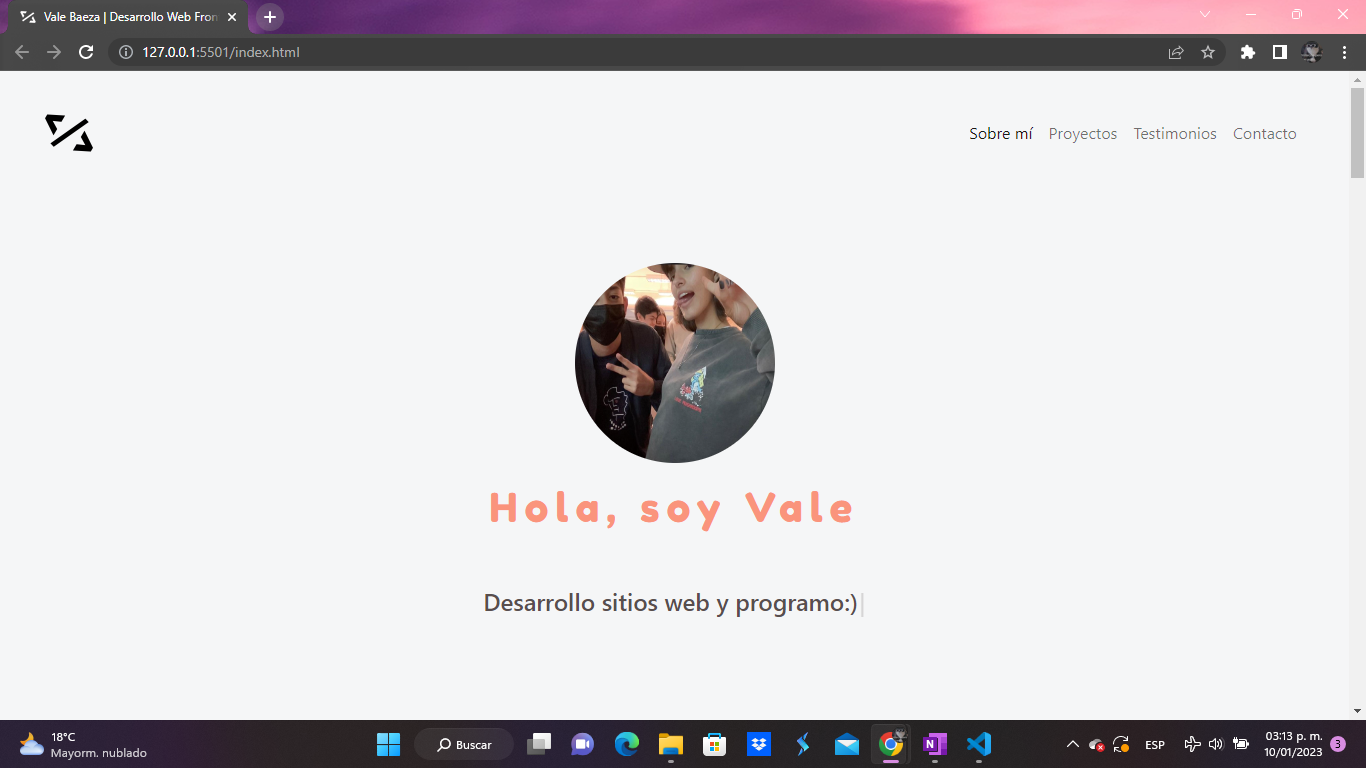 Vale Baeza | Desarrollo Web Fron
127.0.0.1:5501/index.html
Sobre mí
Proyectos
Testimonios
Contacto
Hola, soy Vale
Desarrollo sitios web y programo:)
18°C
Mayorm. nublado
Buscar
ESP
03:13 p. m.
10/01/2023
3